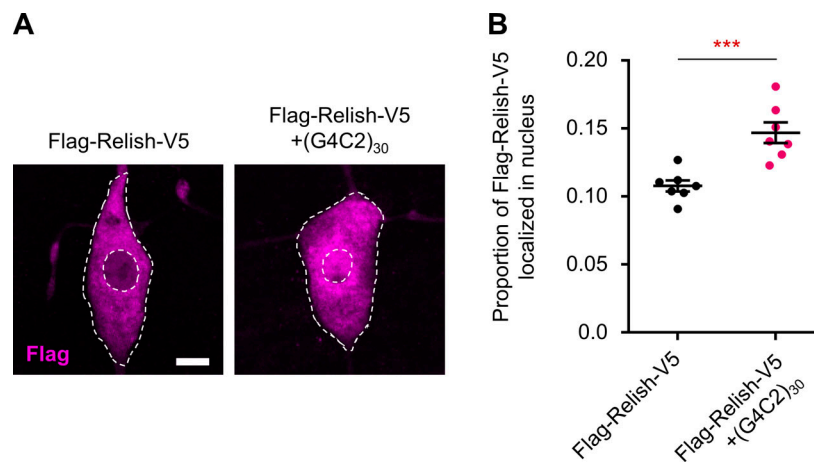 A
Flag-Relish-V5
Flag-Relish-V5
+(G4C2)30
Flag
B
***
Proportion of Flag-Relish-V5
localized in nucleus
0.20
0.15
0.10
0.05
0.0
Flag-Relish-V5
Flag-Relish-V5
+(G4C2)30